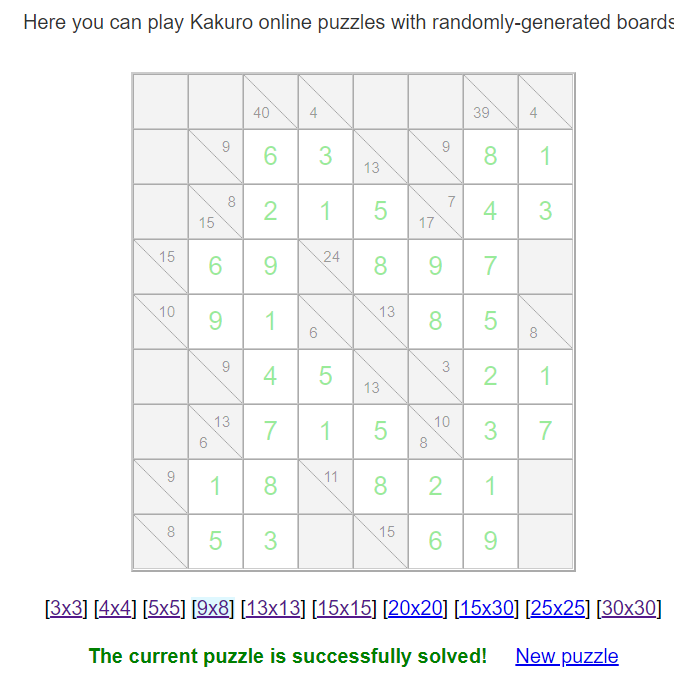 Here you can play Kakuro online puzzles with randomly-generated boards
40 4 39 4
9 6 3 13 9 8 1
8 15 2 1 5 7 17 4 3
15 6 9 24 8 9 7
10 9 1 6 13 8 5 8
9 4 5 13 3 2 1
13 6 7 1 5 10 8 3 7
9 1 8 11 8 2 1
8 5 3 15 6 9
[3x3] [4x4] [5x5] [9x8] [13x13] [15x15] [20x20] [15x30] [25x25] [30x30]
The current puzzle is successfully solved! New puzzle